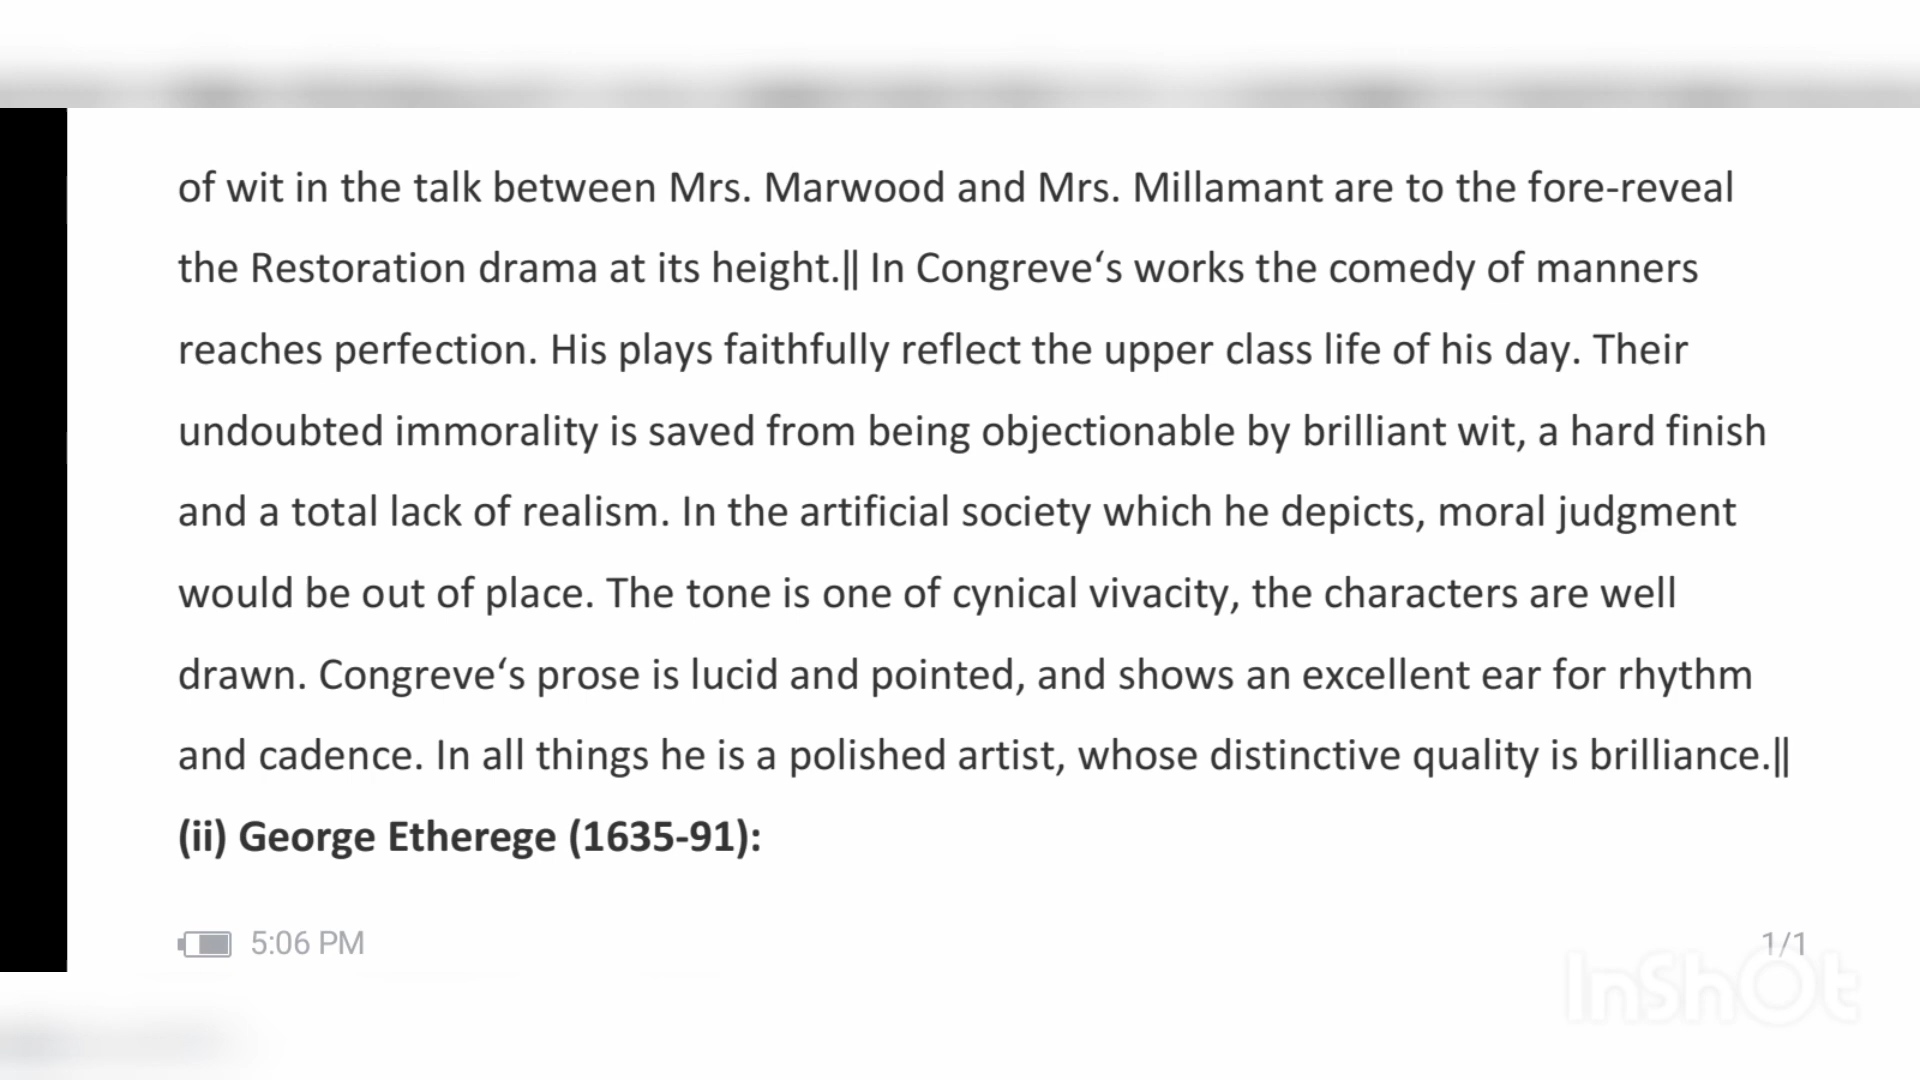 of wit in the talk between Mrs. Marwood and Mrs. Millamant are to the fore-reveal
the Restoration drama at its height.‖ In Congreve‘s works the comedy of manners
reaches perfection. His plays faithfully reflect the upper class life of his day. Their
undoubted immorality is saved from being objectionable by brilliant wit, a hard finish
and a total lack of realism. In the artificial society which he depicts, moral judgment
would be out of place. The tone is one of cynical vivacity, the characters are well
drawn. Congreve‘s prose is lucid and pointed, and shows an excellent ear for rhythm
and cadence. In all things he is a polished artist, whose distinctive quality is brilliance.‖
(ii) George Etherege (1635-91):
5:06 PM
1/1
InShOt